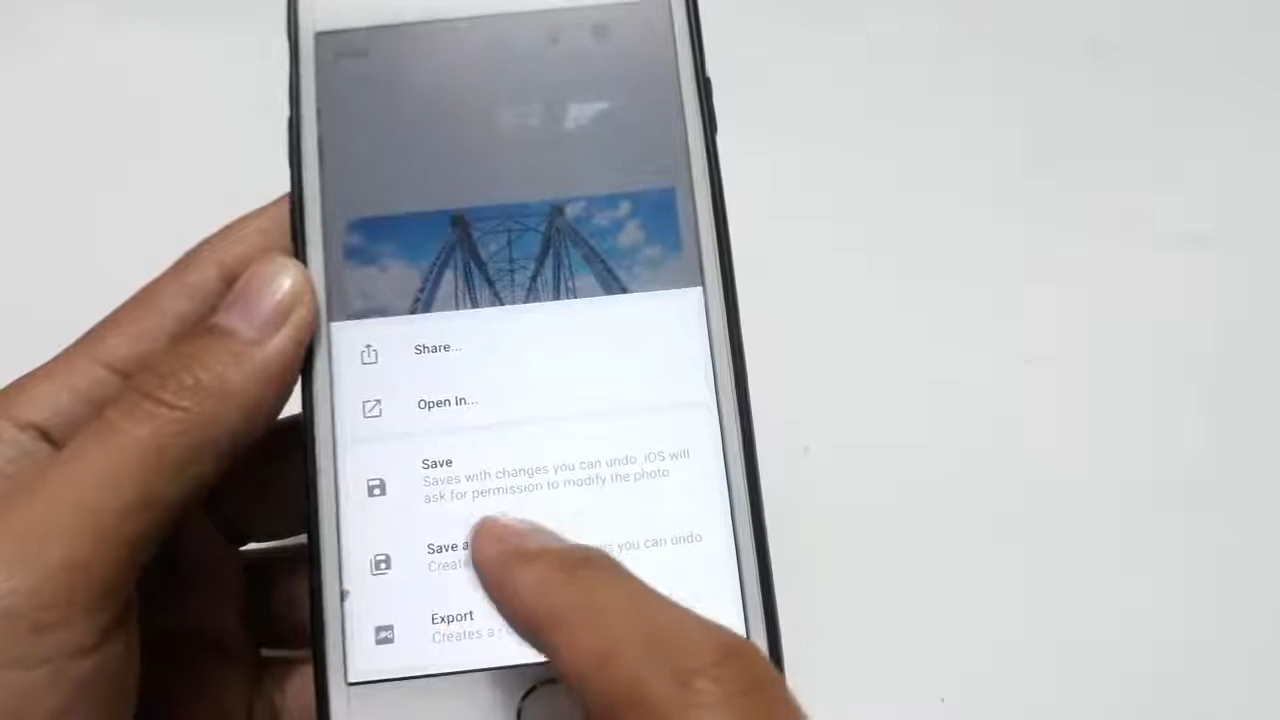 Share...
Open In...
Save
Saves with changes you can undo. iOS will
ask for permission to modify the photo
Save a
you can undo
Export
Creates a
JPG